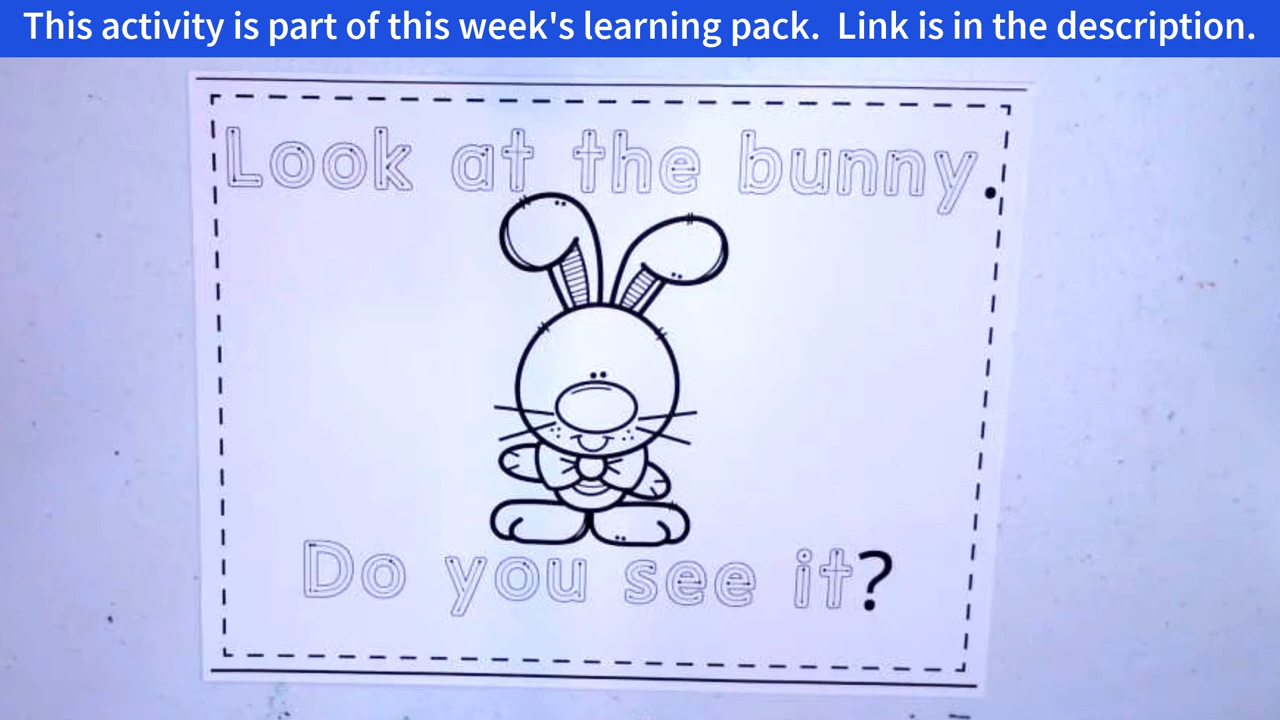 This activity is part of this week's learning pack.  Link is in the description.
Look at the bunny.
Do you see it?